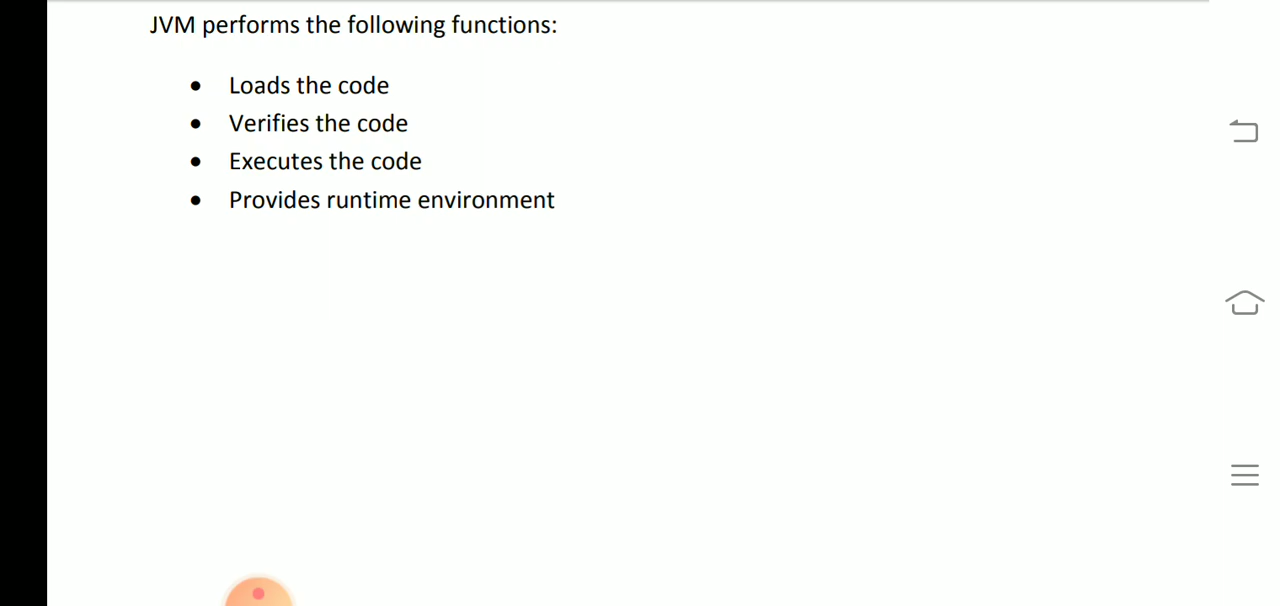 JVM performs the following functions:
• Loads the code
• Verifies the code
• Executes the code
• Provides runtime environment